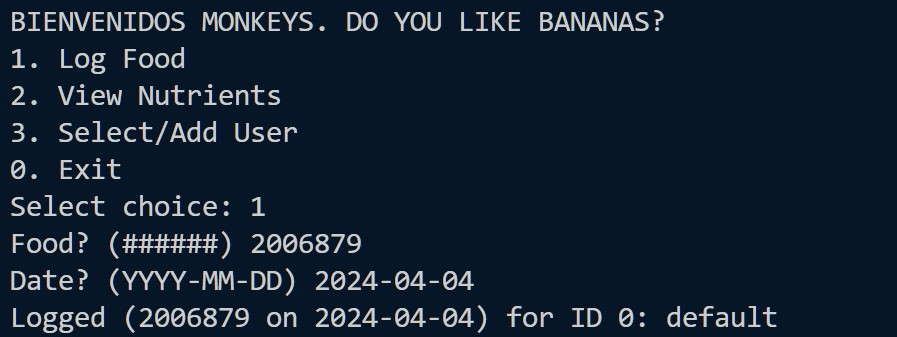 BIENVENIDOS MONKEYS. DO YOU LIKE BANANAS?
1. Log Food
2. View Nutrients
3. Select/Add User
0. Exit
Select choice: 1
Food? (######) 2006879
Date? (YYYY-MM-DD) 2024-04-04
Logged (2006879 on 2024-04-04) for ID 0: default